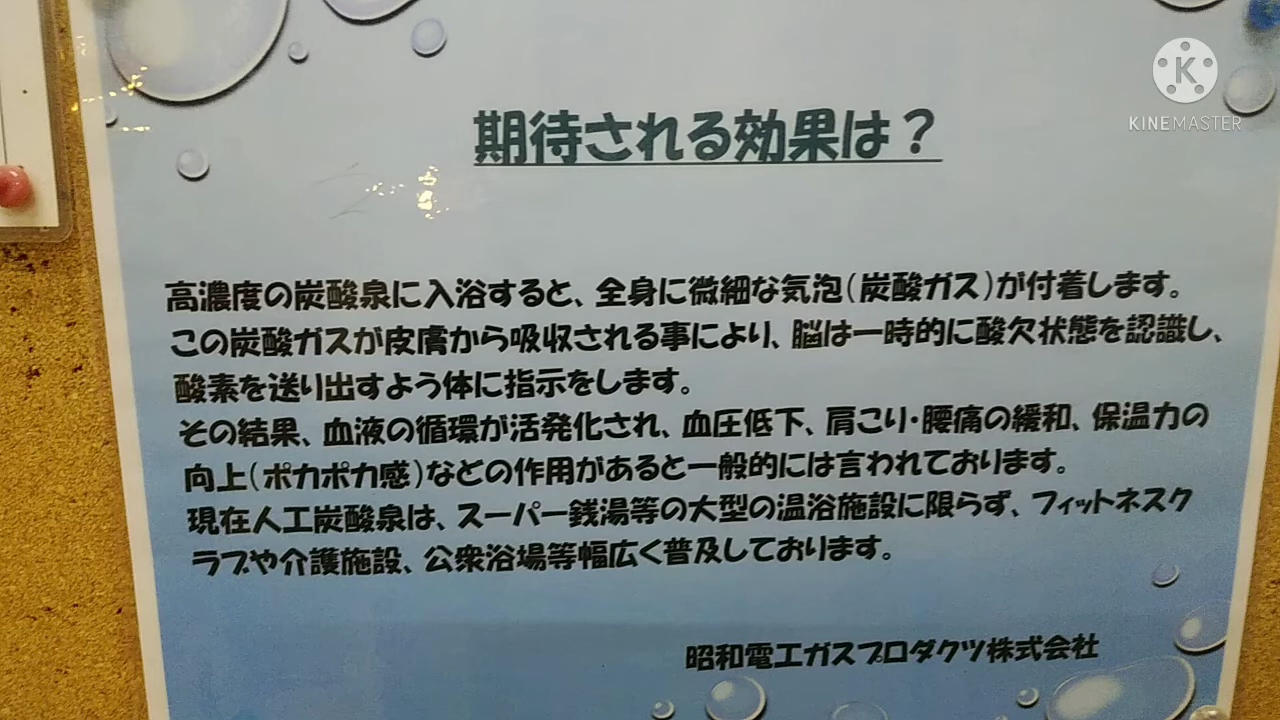 KINEMASTER
期待される効果は？
高濃度の炭酸泉に入浴すると、全身に微細な気泡（炭酸ガス）が付着します。
この炭酸ガスが皮膚から吸収される事により、脳は一時的に酸欠状態を認識し、
酸素を送り出すよう体に指示をします。
その結果、血液の循環が活発化され、血圧低下、肩こり・腰痛の緩和、保温力の
向上（ポカポカ感）などの作用があると一般的には言われております。
現在人工炭酸泉は、スーパー銭湯等の大型の温浴施設に限らず、フィットネスク
ラブや介護施設、公衆浴場等幅広く普及しております。
昭和電工ガスプロダクツ株式会社